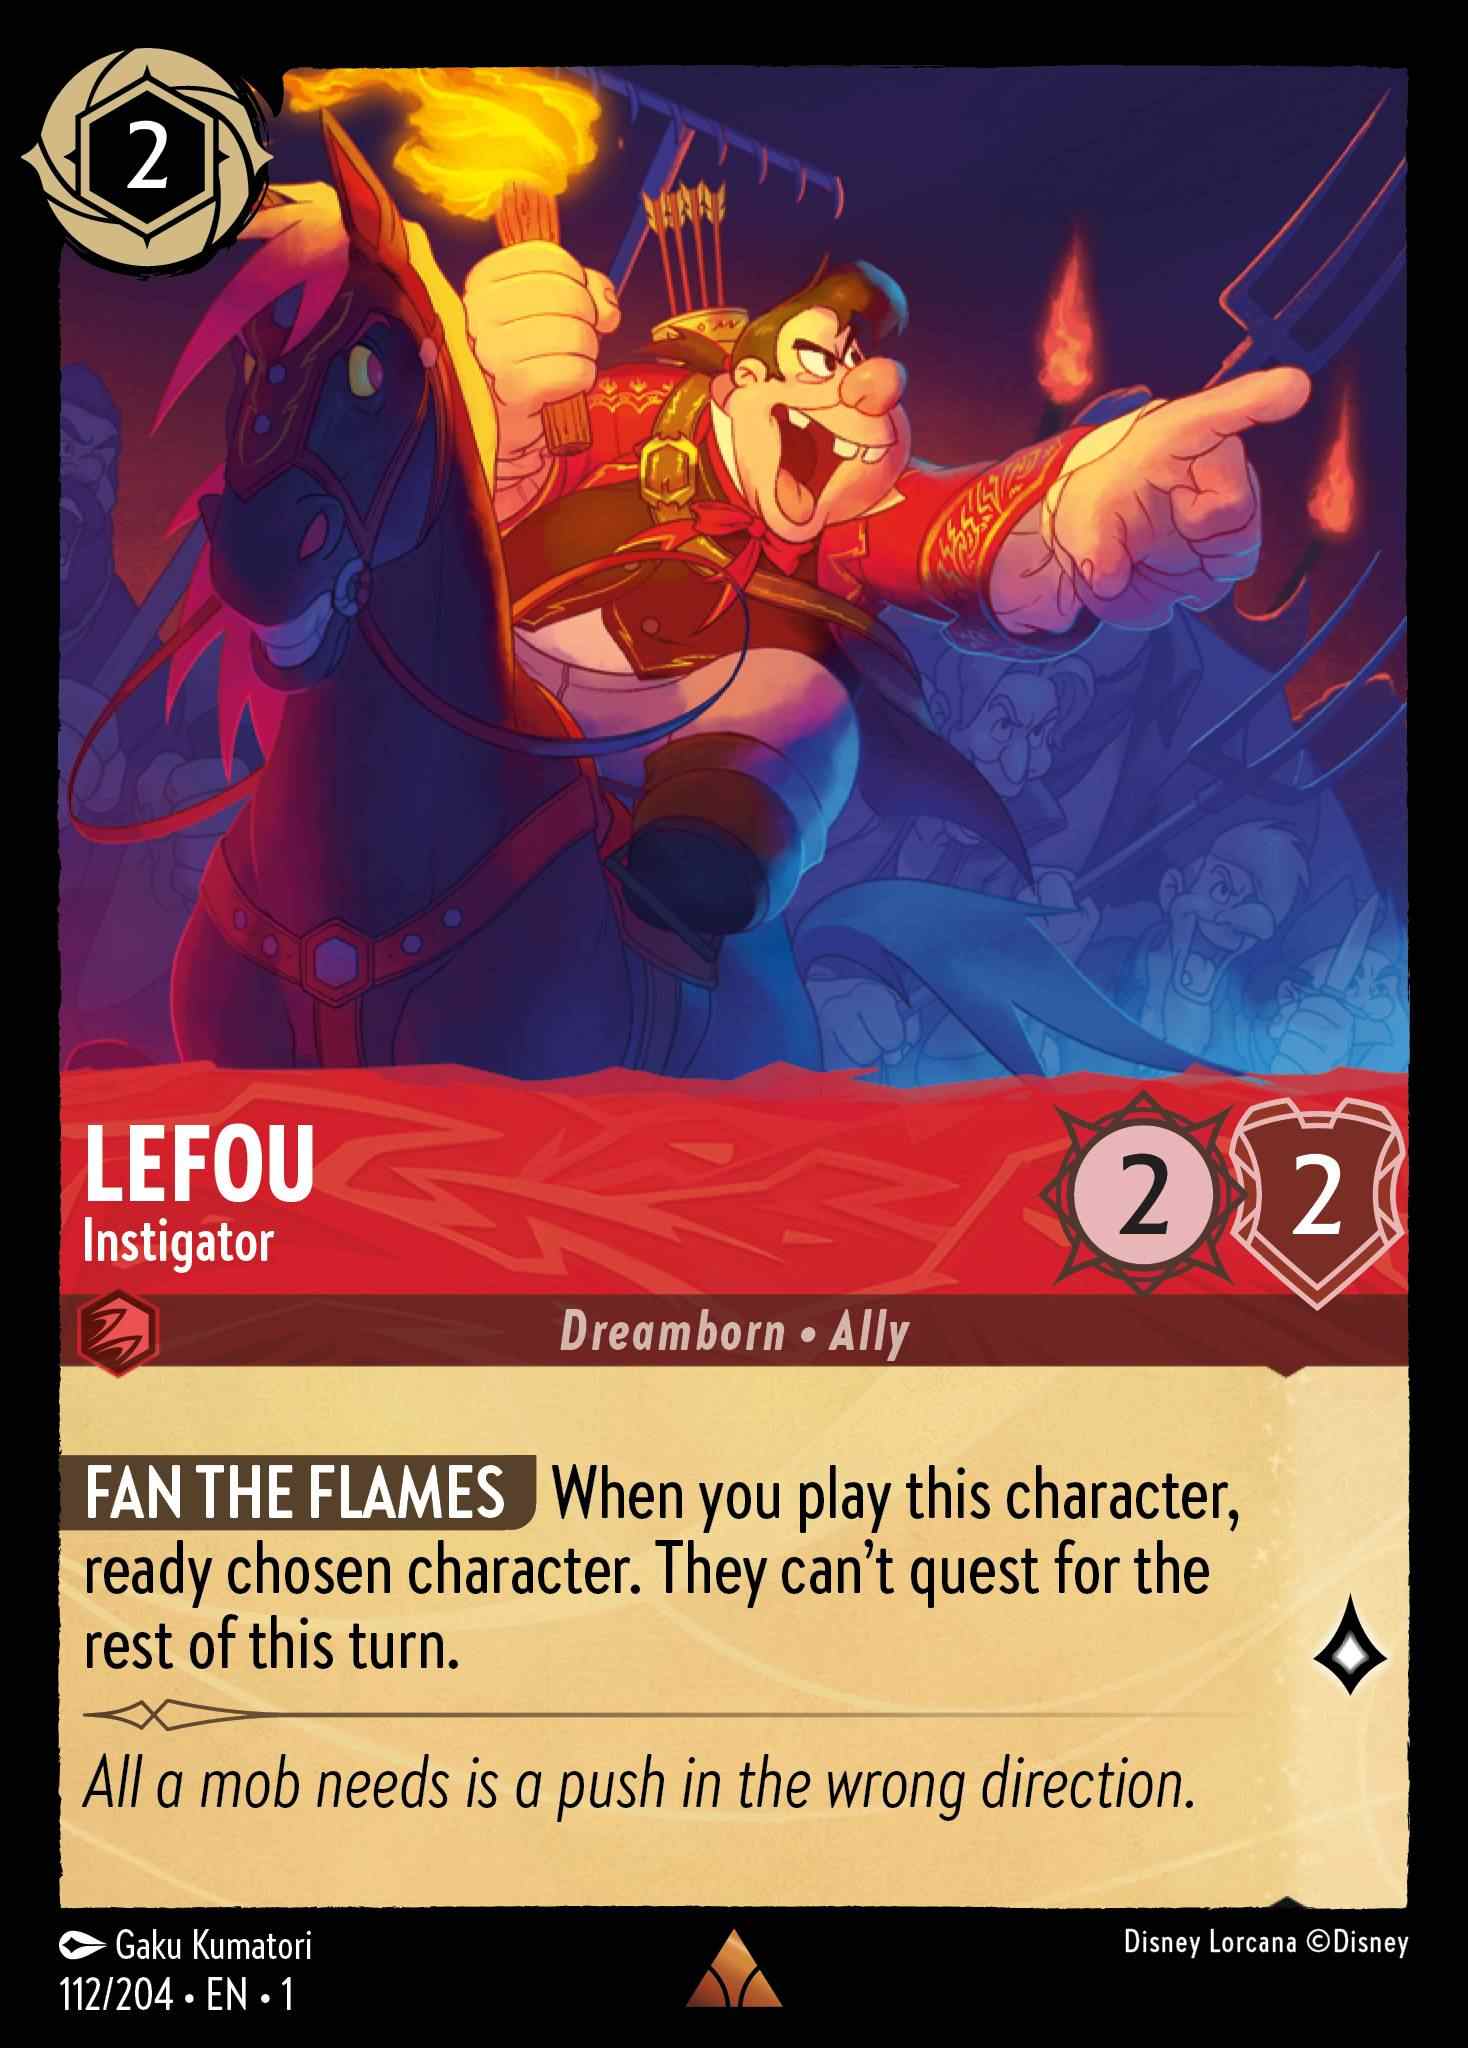 2
LEFOU
Instigator
2
2
Dreamborn • Ally
FAN THE FLAMES When you play this character,
ready chosen character. They can’t quest for the
rest of this turn.
All a mob needs is a push in the wrong direction.
Gaku Kumatori
Disney Lorcana ©Disney
112/204 • EN • 1